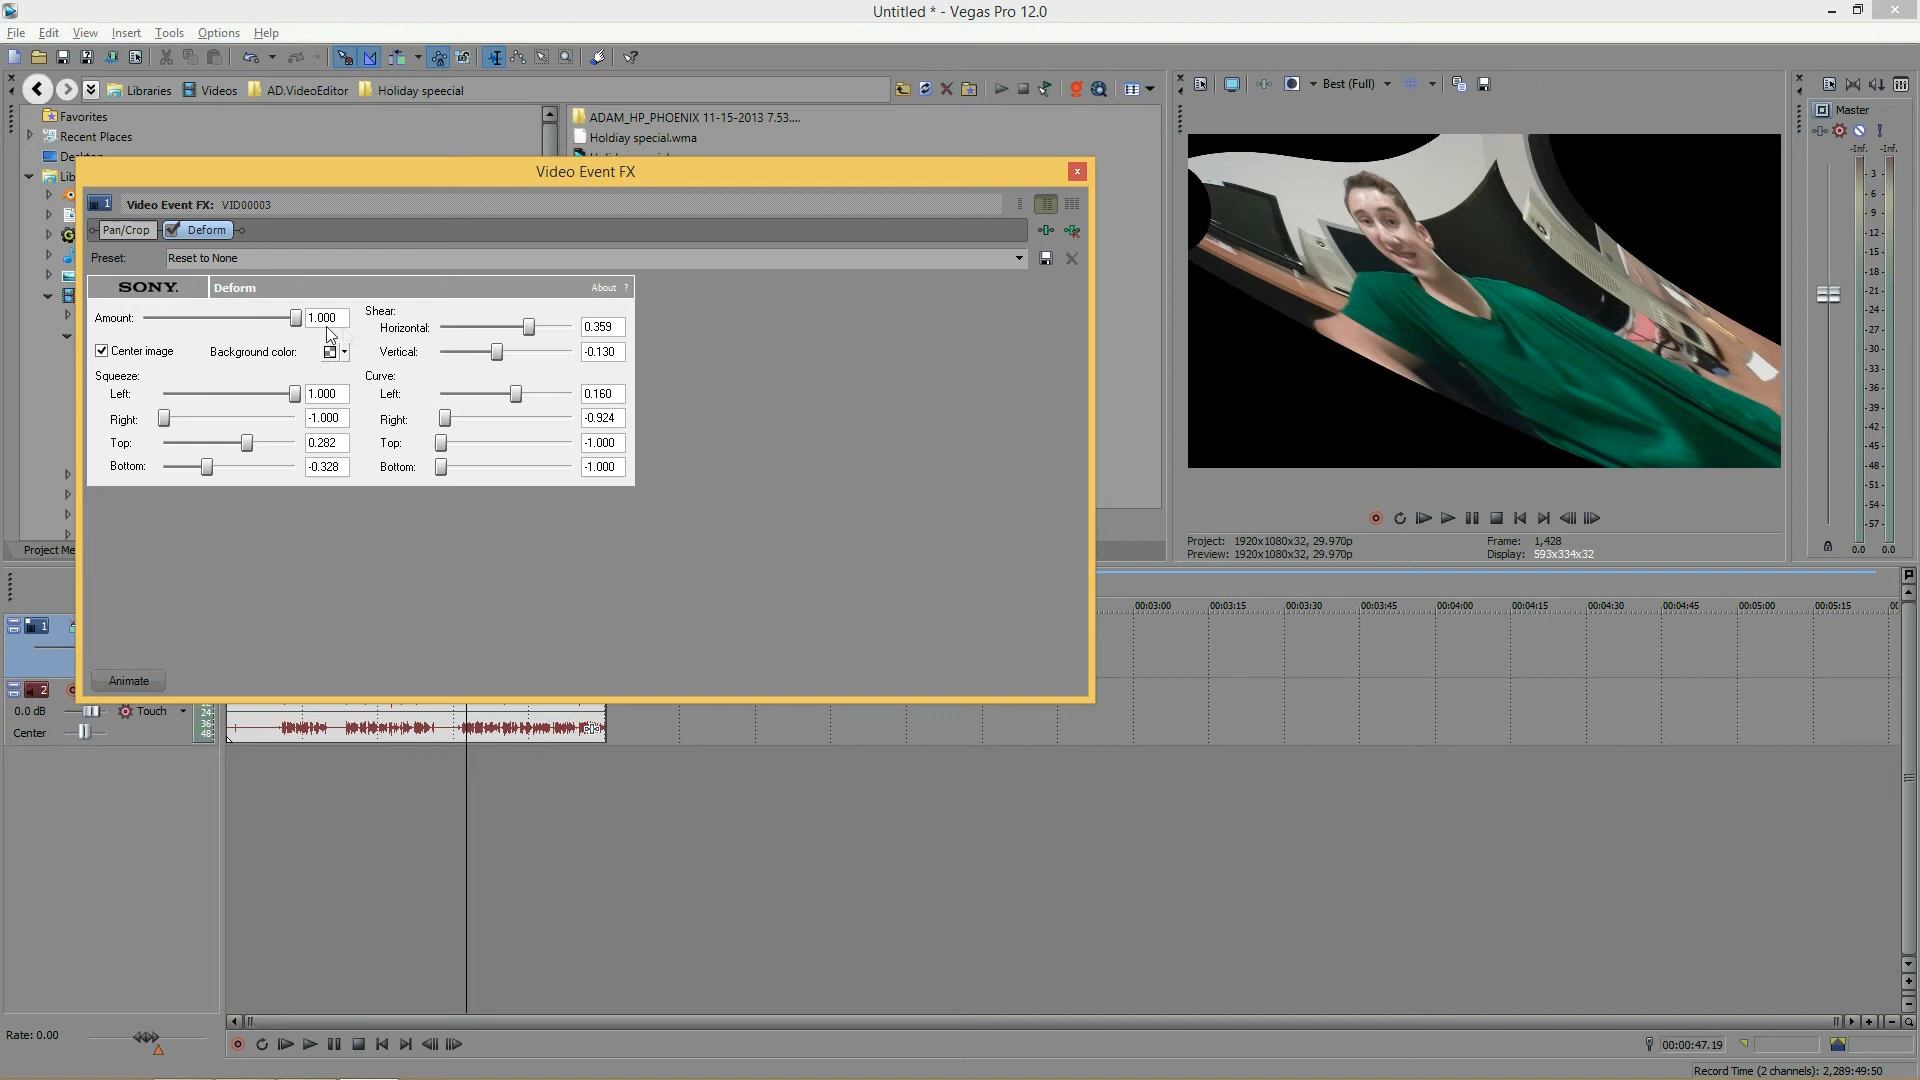 Untitled * - Vegas Pro 12.0
File Edit View Insert Tools Options Help
Libraries Videos AD.VideoEditor Holiday speecial
Best (Full)
Favorites
Recent Places
ADAM_HP_PHOENIX 11-15-2013 7.53....
Holdiay special.wma
Master
-Inf. -Inf.
Video Event FX
1 Video Event FX: VID00003
Pan/Crop Deform
Preset: Reset to None
SONY. Deform About ?
Amount: 1.000
Center image Background color:
Shear:
Horizontal: 0.359
Vertical: -0.130
Squeeze:
Left: 1.000
Right: -1.000
Top: 0.282
Bottom: -0.328
Curve:
Left: 0.160
Right: -0.924
Top: -1.000
Bottom: -1.000
Animate
- 3 -
- 6 -
- 9 -
-12-
-15-
-18-
-21-
-24-
-27-
-30-
-33-
-36-
-39-
-42-
-45-
-48-
-51-
-54-
-57-
0.0 0.0
Project: 1920x1080x32, 29.970p
Preview: 1920x1080x32, 29.970p
Frame: 1,428
Display: 593x334x32
Project Me
00:03:00 00:03:15 00:03:30 00:03:45 00:04:00 00:04:15 00:04:30 00:04:45 00:05:00 00:05:15
1
2
0.0 dB Touch
Center
24
36
48
Rate: 0.00
00:00:47.19
Record Time (2 channels): 2,289:49:50